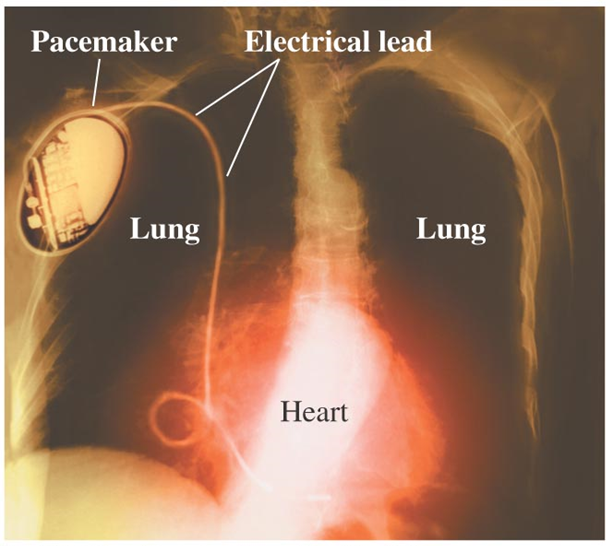 Pacemaker
Electrical lead
Lung
Lung
Heart